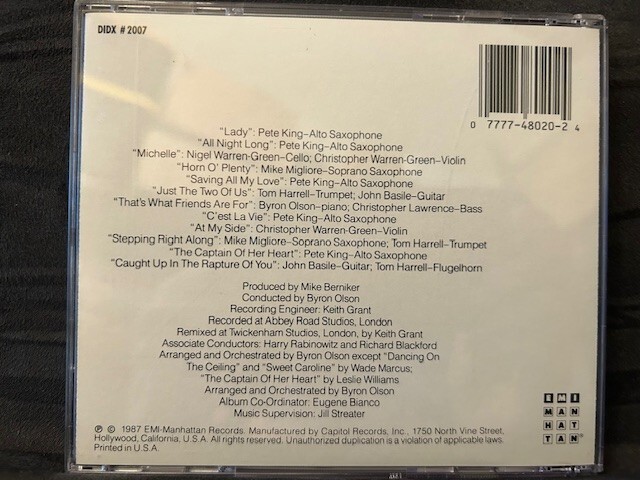 DIDX # 2007
0 7777-48020-2 4
"Lady": Pete King–Alto Saxophone
"All Night Long": Pete King–Alto Saxophone
"Michelle": Nigel Warren-Green–Cello; Christopher Warren-Green–Violin
"Horn O' Plenty": Mike Migliore–Soprano Saxophone
"Saving All My Love": Pete King–Alto Saxophone
"Just The Two Of Us": Tom Harrell–Trumpet; John Basile–Guitar
"That's What Friends Are For": Byron Olson–piano; Christopher Lawrence–Bass
"C'est La Vie": Pete King–Alto Saxophone
"At My Side": Christopher Warren-Green–Violin
"Stepping Right Along": Mike Migliore–Soprano Saxophone; Tom Harrell–Trumpet
"The Captain Of Her Heart": Pete King–Alto Saxophone
"Caught Up In The Rapture Of You": John Basile–Guitar; Tom Harrell–Flugelhorn
Produced by Mike Berniker
Conducted by Byron Olson
Recording Engineer: Keith Grant
Recorded at Abbey Road Studios, London
Remixed at Twickenham Studios, London, by Keith Grant
Associate Conductors: Harry Rabinowitz and Richard Blackford
Arranged and Orchestrated by Byron Olson except "Dancing On
The Ceiling" and "Sweet Caroline" by Wade Marcus;
"The Captain Of Her Heart" by Leslie Williams
Arranged and Orchestrated by Byron Olson
Album Co-Ordinator: Eugene Bianco
Music Supervision: Jill Streater
EMI
MAN
HAT
TAN
℗ © 1987 EMI-Manhattan Records. Manufactured by Capitol Records, Inc., 1750 North Vine Street,
Hollywood, California, U.S.A. All rights reserved. Unauthorized duplication is a violation of applicable laws.
Printed in U.S.A.